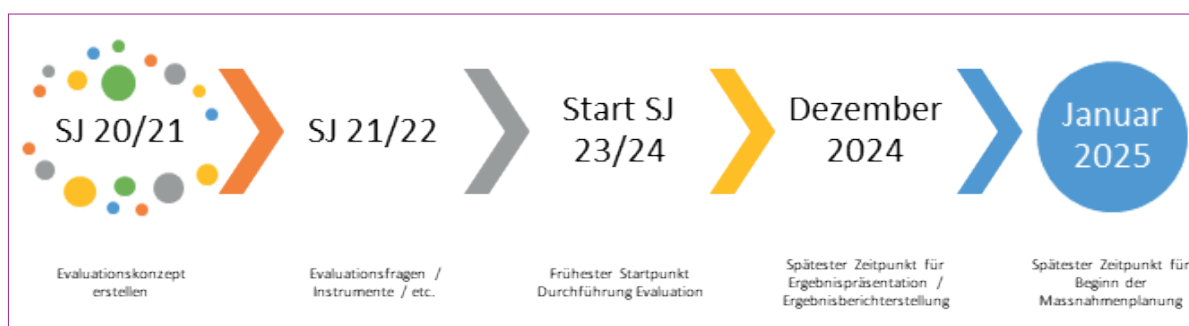 SJ 20/21
SJ 21/22
Start SJ
23/24
Dezember
2024
Januar
2025
Evaluationskonzept
erstellen
Evaluationsfragen /
Instrumente / etc.
Frühester Startpunkt
Durchführung Evaluation
Spätester Zeitpunkt für
Ergebnispräsentation /
Ergebnisberichterstellung
Spätester Zeitpunkt für
Beginn der
Massnahmenplanung